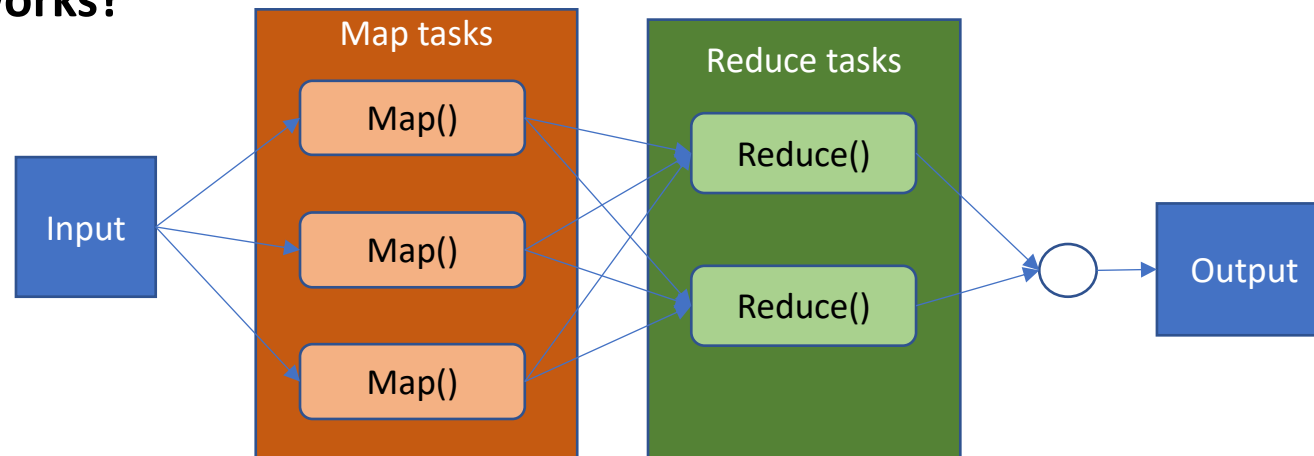 Map tasks
Reduce tasks
Map()
Reduce()
Input
Map()
Output
Reduce()
Map()